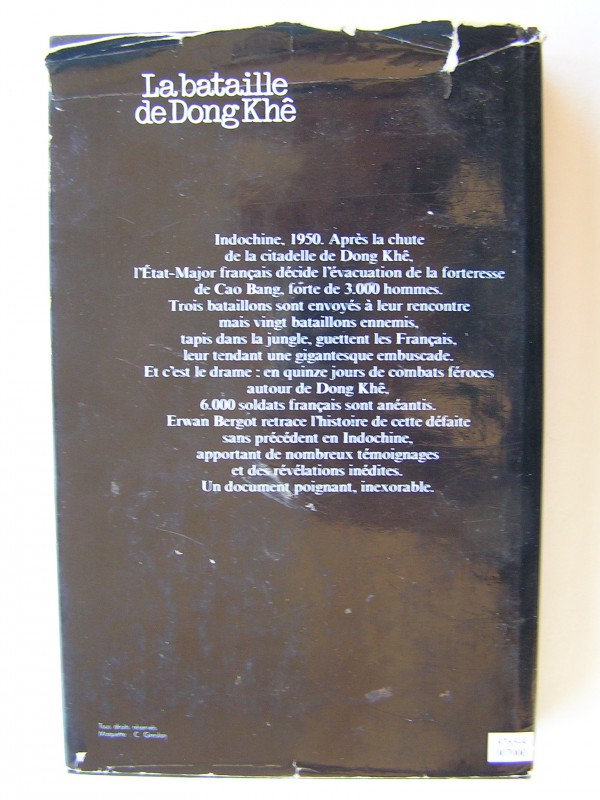 La bataille
de Dong Khê
Indochine, 1950. Après la chute
de la citadelle de Dong Khê,
l'État-Major français décide l'évacuation de la forteresse
de Cao Bang, forte de 3.000 hommes.
Trois bataillons sont envoyés à leur rencontre
mais vingt bataillons ennemis,
tapis dans la jungle, guettent les Français,
leur tendant une gigantesque embuscade.
Et c'est le drame : en quinze jours de combats féroces
autour de Dong Khê,
6.000 soldats français sont anéantis.
Erwan Bergot retrace l'histoire de cette défaite
sans précédent en Indochine,
apportant de nombreux témoignages
et des révélations inédites.
Un document poignant, inexorable.
Tous droits réservés
Maquette : C.